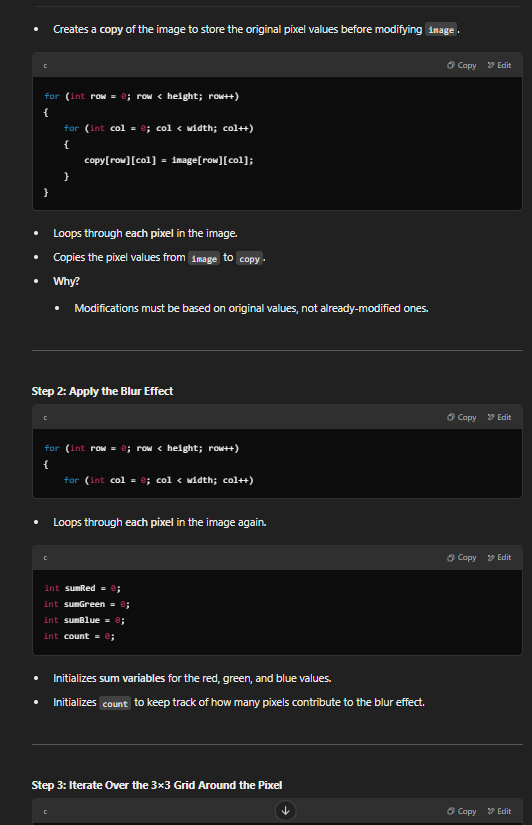 Creates a copy of the image to store the original pixel values before modifying image.
c Copy Edit
for (int row = 0; row < height; row++)
{
for (int col = 0; col < width; col++)
{
copy[row][col] = image[row][col];
}
}
Loops through each pixel in the image.
Copies the pixel values from image to copy.
Why?
Modifications must be based on original values, not already-modified ones.
Step 2: Apply the Blur Effect
c Copy Edit
for (int row = 0; row < height; row++)
{
for (int col = 0; col < width; col++)
Loops through each pixel in the image again.
c Copy Edit
int sumRed = 0;
int sumGreen = 0;
int sumBlue = 0;
int count = 0;
Initializes sum variables for the red, green, and blue values.
Initializes count to keep track of how many pixels contribute to the blur effect.
Step 3: Iterate Over the 3×3 Grid Around the Pixel
c Copy Edit